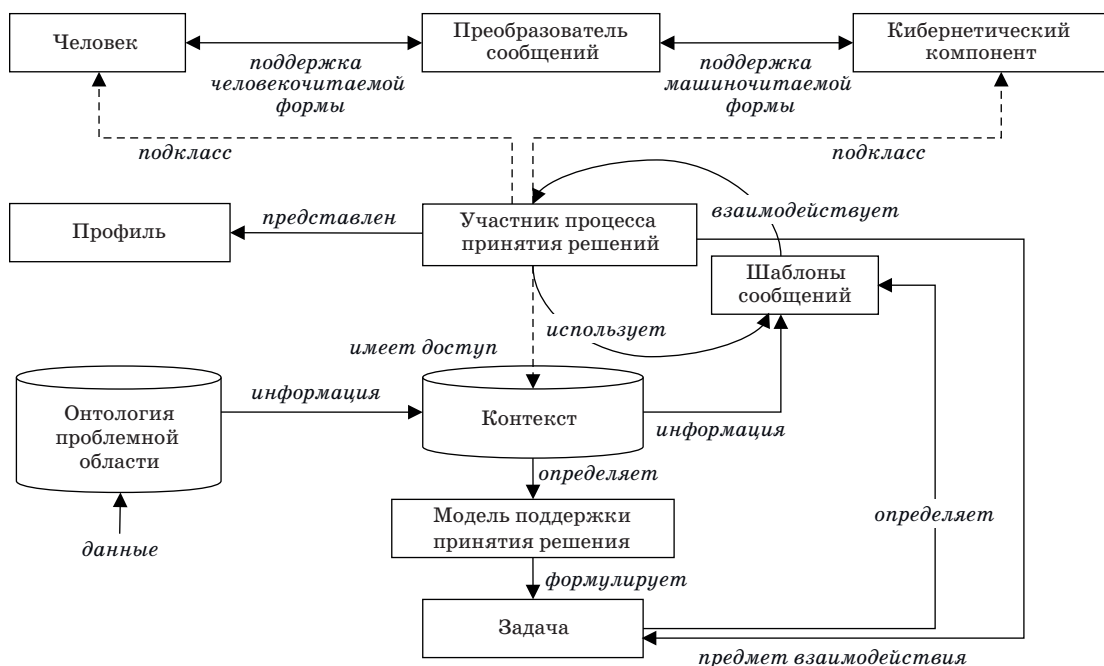 Человек
Преобразователь
сообщений
Кибернетический
компонент
поддержка
человекочитаемой
формы
поддержка
машиночитаемой
формы
подкласс
подкласс
Профиль
представлен
Участник процесса
принятия решений
взаимодействует
Шаблоны
сообщений
использует
имеет доступ
Онтология
проблемной
области
информация
Контекст
информация
определяет
данные
Модель поддержки
принятия решения
определяет
формулирует
Задача
предмет взаимодействия